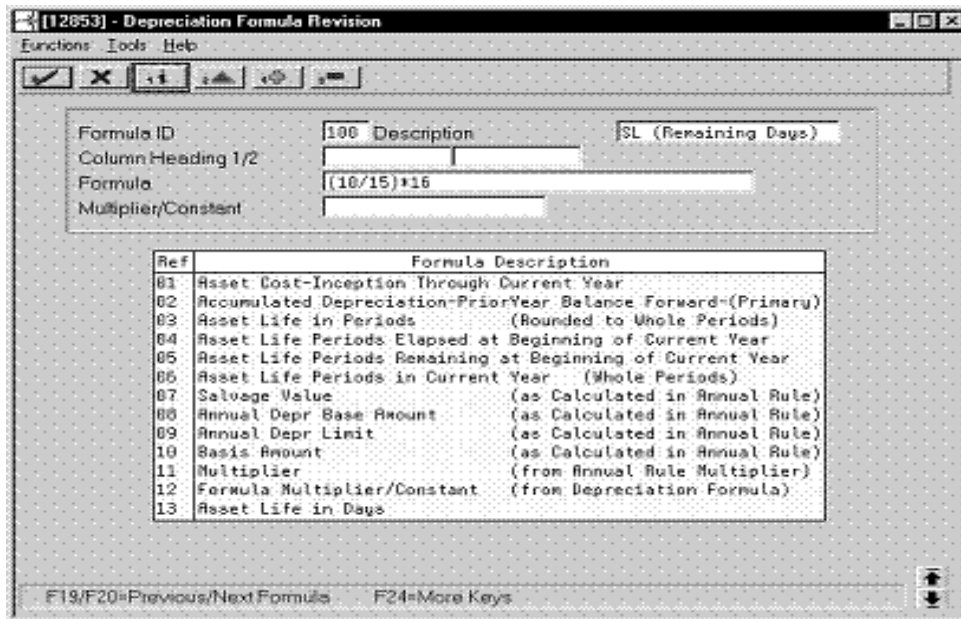 [12853] - Depreciation Formula Revision
Functions Tools Help
Formula ID 100 Description SL (Remaining Days)
Column Heading 1/2
Formula (10/15)*16
Multiplier/Constant
Ref Formula Description
01 Asset Cost-Inception Through Current Year
02 Accumulated Depreciation-PriorYear Balance Forward-(Primary)
03 Asset Life in Periods (Rounded to Whole Periods)
04 Asset Life Periods Elapsed at Beginning of Current Year
05 Asset Life Periods Remaining at Beginning of Current Year
06 Asset Life Periods in Current Year (Whole Periods)
07 Salvage Value (as Calculated in Annual Rule)
08 Annual Depr Base Amount (as Calculated in Annual Rule)
09 Annual Depr Limit (as Calculated in Annual Rule)
10 Basis Amount (as Calculated in Annual Rule)
11 Multiplier (from Annual Rule Multiplier)
12 Formula Multiplier/Constant (from Depreciation Formula)
13 Asset Life in Days
F19/F20=Previous/Next Formula F24=More Keys